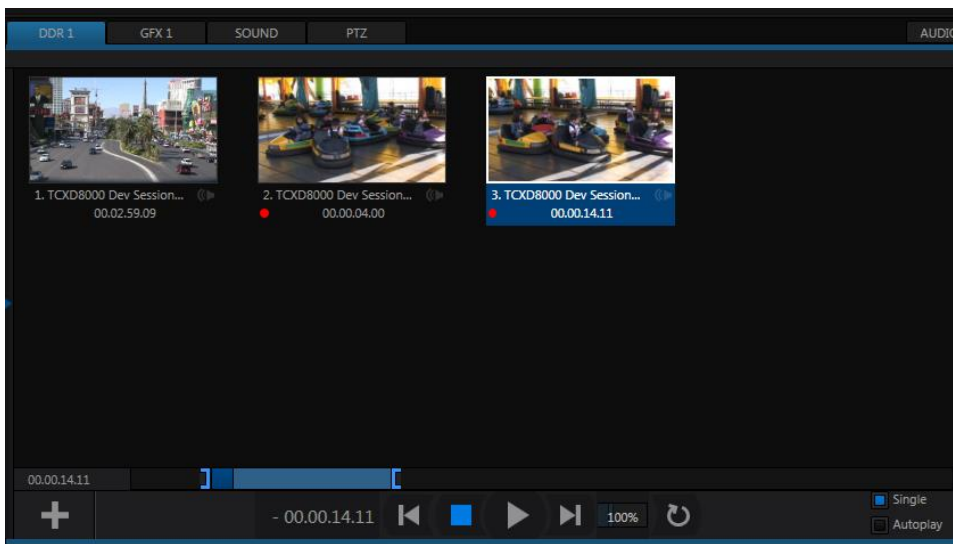 DDR 1 GFX 1 SOUND PTZ AUDIO
1. TCXD8000 Dev Session... 2. TCXD8000 Dev Session... 3. TCXD8000 Dev Session...
00.02.59.09 00.00.04.00 00.00.14.11
00.00.14.11
- 00.00.14.11 100% Single
Autoplay